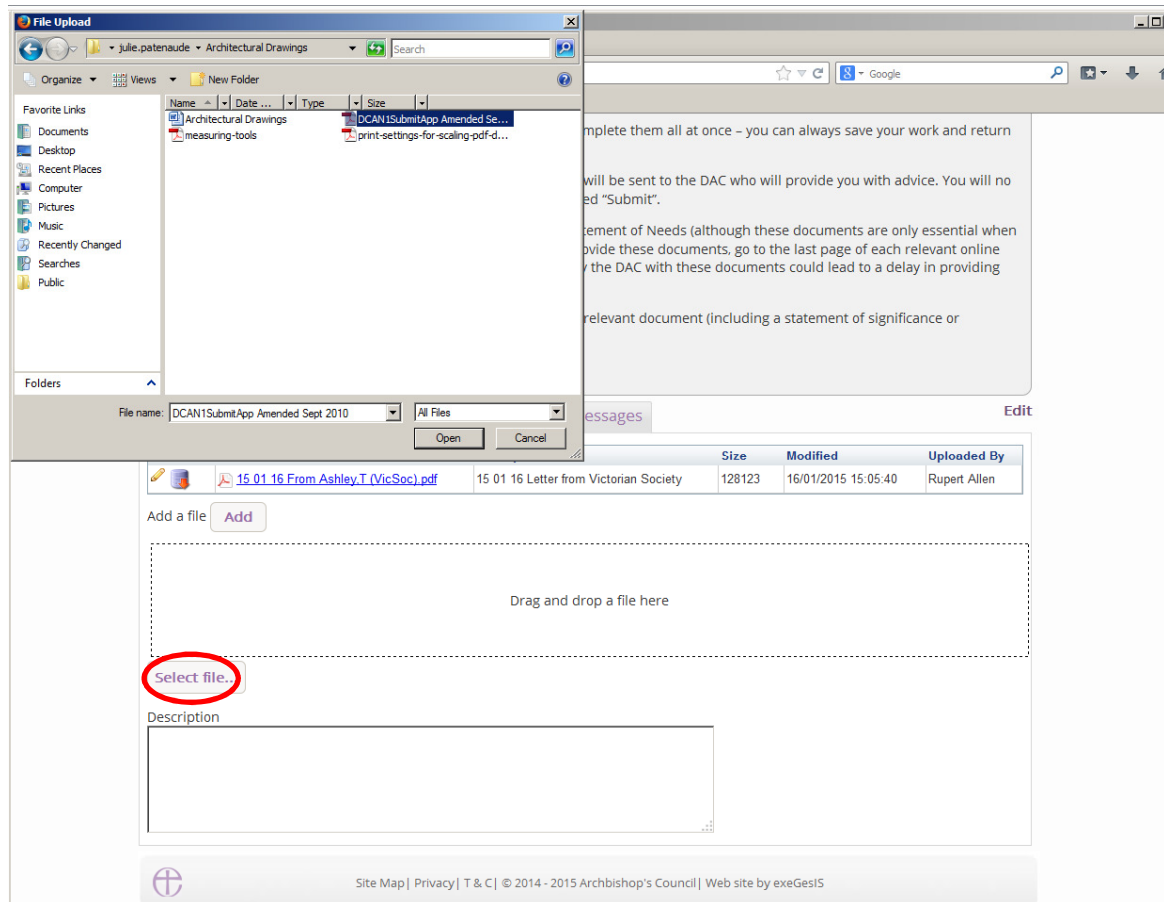 File Upload
julie.patenaude Architectural Drawings
Search
Organize Views New Folder
Favorite Links
Documents
Desktop
Recent Places
Computer
Pictures
Music
Recently Changed
Searches
Public
Folders
Name Date ... Type Size
Architectural Drawings DCAN1SubmitApp Amended Se...
measuring-tools print-settings-for-scaling-pdf-d...
File name: DCAN1SubmitApp Amended Sept 2010 All Files
Open Cancel
Google
mplete them all at once – you can always save your work and return
will be sent to the DAC who will provide you with advice. You will no
ed “Submit”.
tement of Needs (although these documents are only essential when
ovide these documents, go to the last page of each relevant online
the DAC with these documents could lead to a delay in providing
relevant document (including a statement of significance or
essages
Edit
Size Modified Uploaded By
15 01 16 From Ashley.T (VicSoc).pdf 15 01 16 Letter from Victorian Society 128123 16/01/2015 15:05:40 Rupert Allen
Add a file Add
Drag and drop a file here
Select file...
Description
Site Map| Privacy| T & C| © 2014 - 2015 Archbishop's Council| Web site by exeGesIS